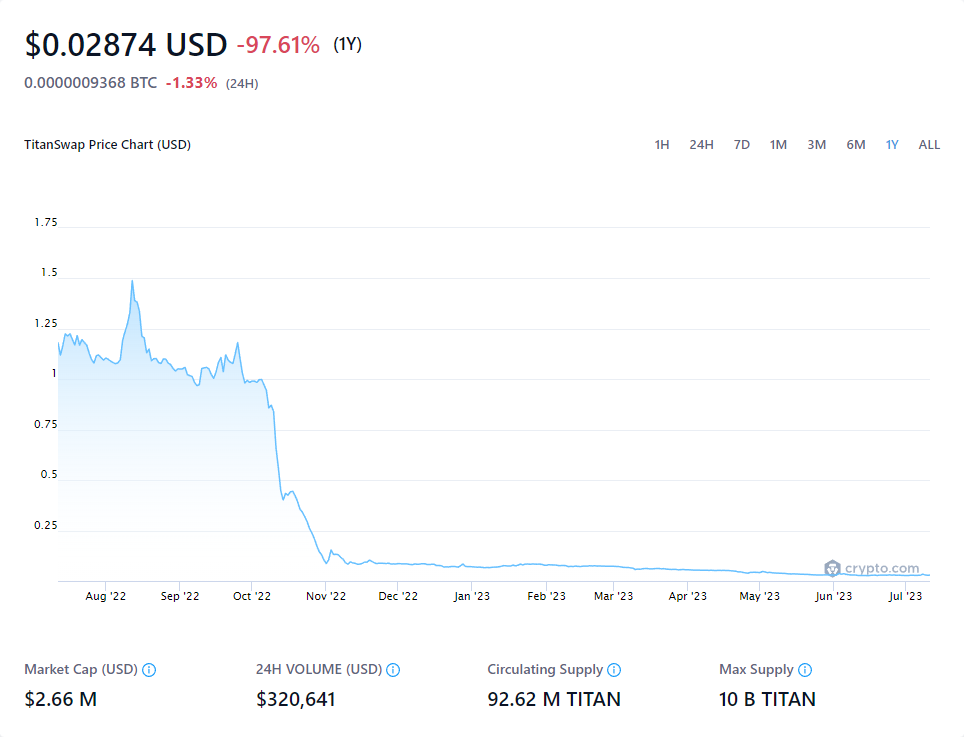 $0.02874 USD -97.61% (1Y)
0.0000009368 BTC -1.33% (24H)
TitanSwap Price Chart (USD) 1H 24H 7D 1M 3M 6M 1Y ALL
1.75
1.5
1.25
1
0.75
0.5
0.25
crypto.com
Aug '22 Sep '22 Oct '22 Nov '22 Dec '22 Jan '23 Feb '23 Mar '23 Apr '23 May '23 Jun '23 Jul '23
Market Cap (USD) 24H VOLUME (USD) Circulating Supply Max Supply
$2.66 M $320,641 92.62 M TITAN 10 B TITAN